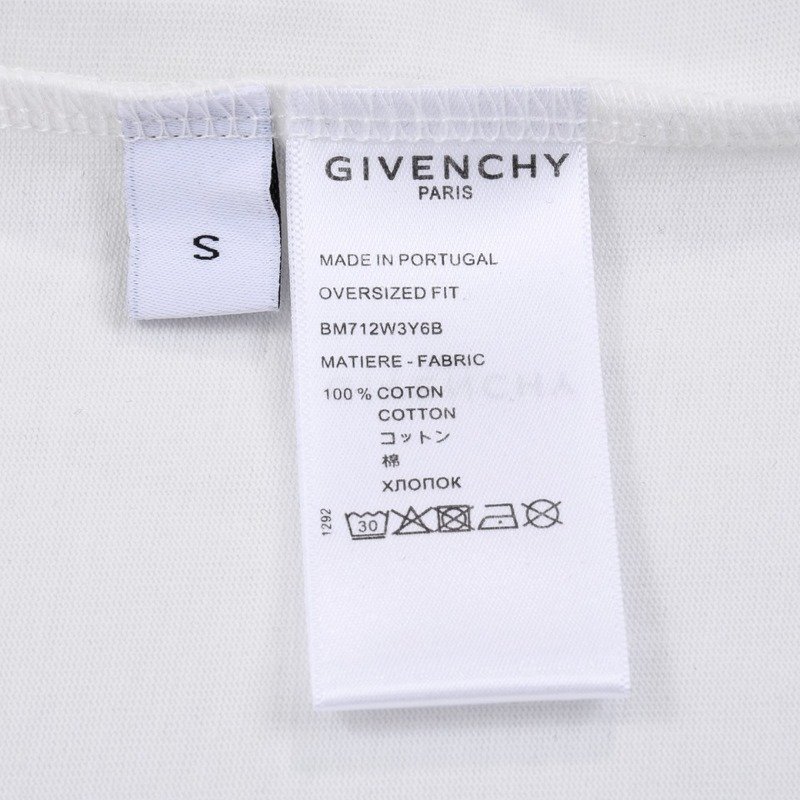 S
GIVENCHY
PARIS
MADE IN PORTUGAL
OVERSIZED FIT
BM712W3Y6B
MATIERE - FABRIC
100 % COTON
COTTON
コットン
棉
ХЛОПОК
1292
30